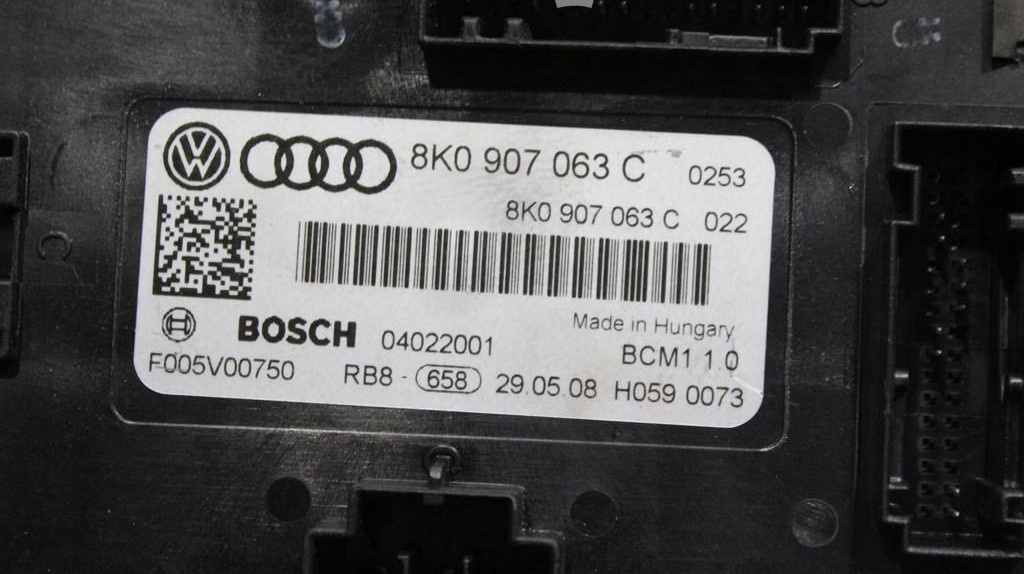 8K0 907 063 C 0253
8K0 907 063 C 022
Made in Hungary
BOSCH 04022001
BCM1 1.0
F005V00750 RB8 - 658 29.05.08 H059 0073